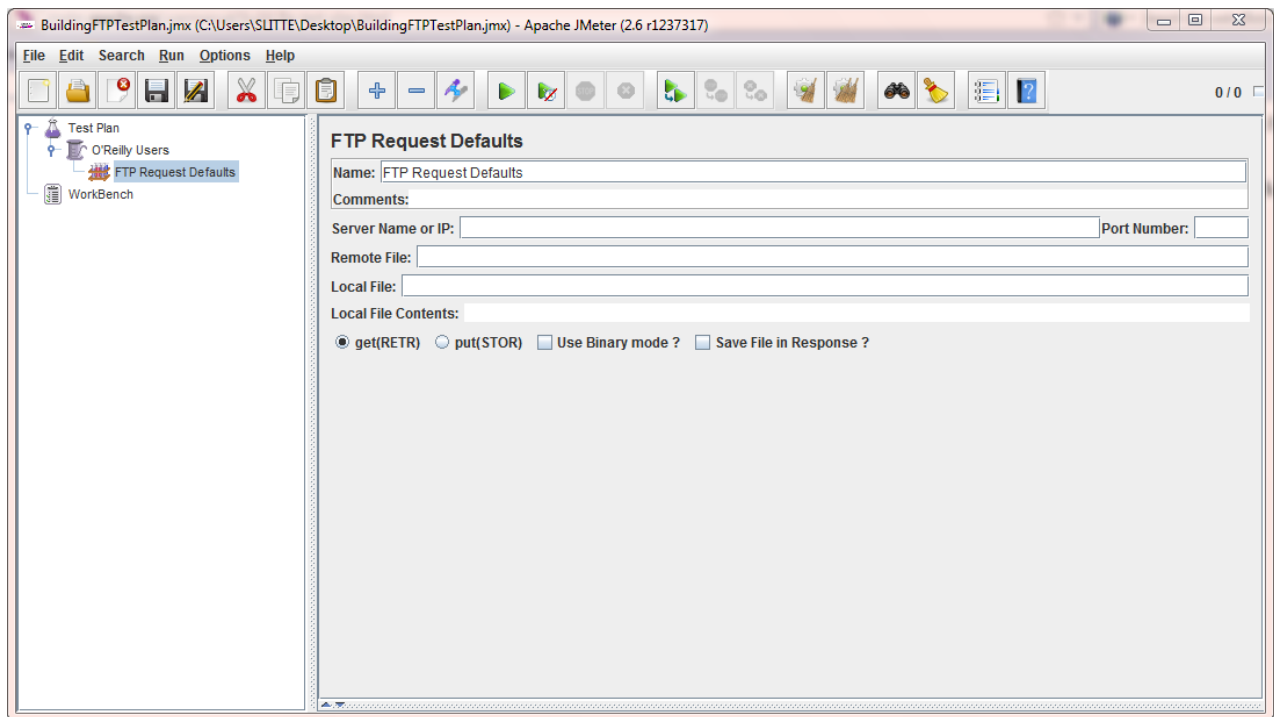 BuildingFTPTestPlan.jmx (C:\Users\SLITTE\Desktop\BuildingFTPTestPlan.jmx) - Apache JMeter (2.6 r1237317)
File Edit Search Run Options Help
0 / 0
Test Plan
O'Reilly Users
FTP Request Defaults
WorkBench
FTP Request Defaults
Name: FTP Request Defaults
Comments:
Server Name or IP: Port Number:
Remote File:
Local File:
Local File Contents:
get(RETR) put(STOR) Use Binary mode ? Save File in Response ?